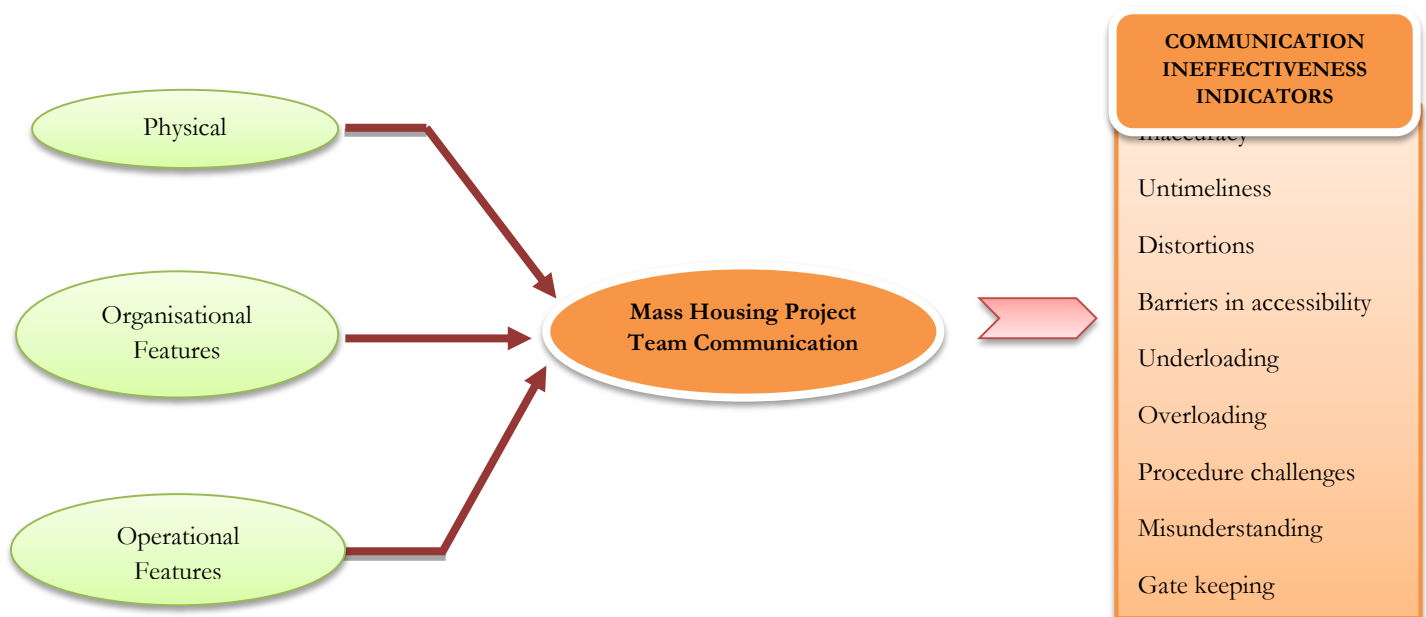 Physical
Organisational
Features
Operational
Features
Mass Housing Project
Team Communication
COMMUNICATION
INEFFECTIVENESS
INDICATORS
Inaccuracy
Untimeliness
Distortions
Barriers in accessibility
Underloading
Overloading
Procedure challenges
Misunderstanding
Gate keeping